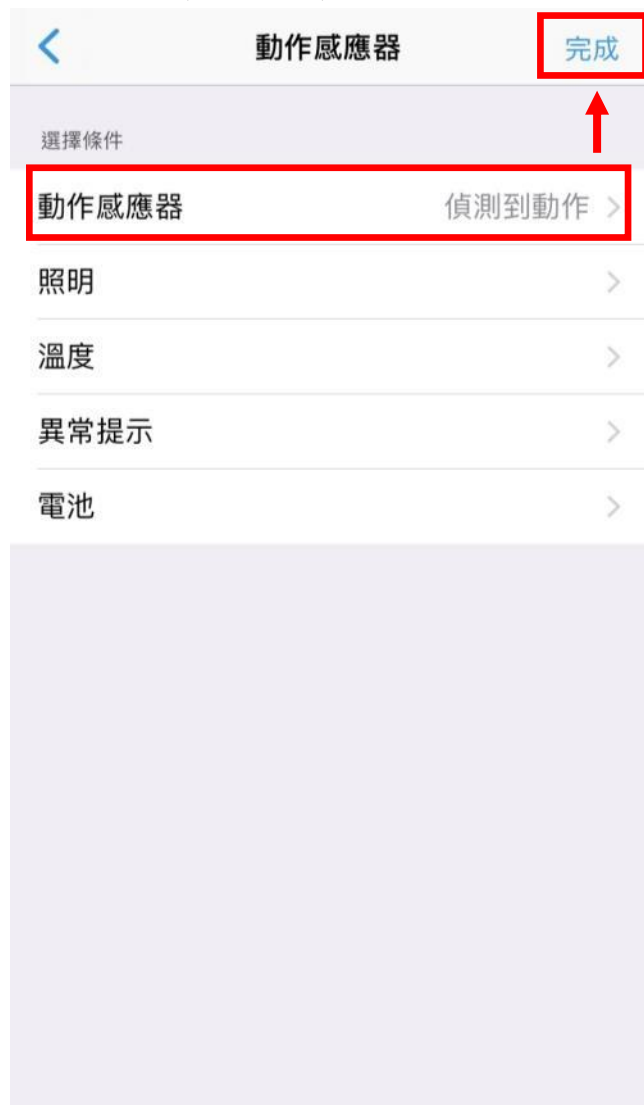 動作感應器 完成
選擇條件
動作感應器 偵測到動作
照明
溫度
異常提示
電池